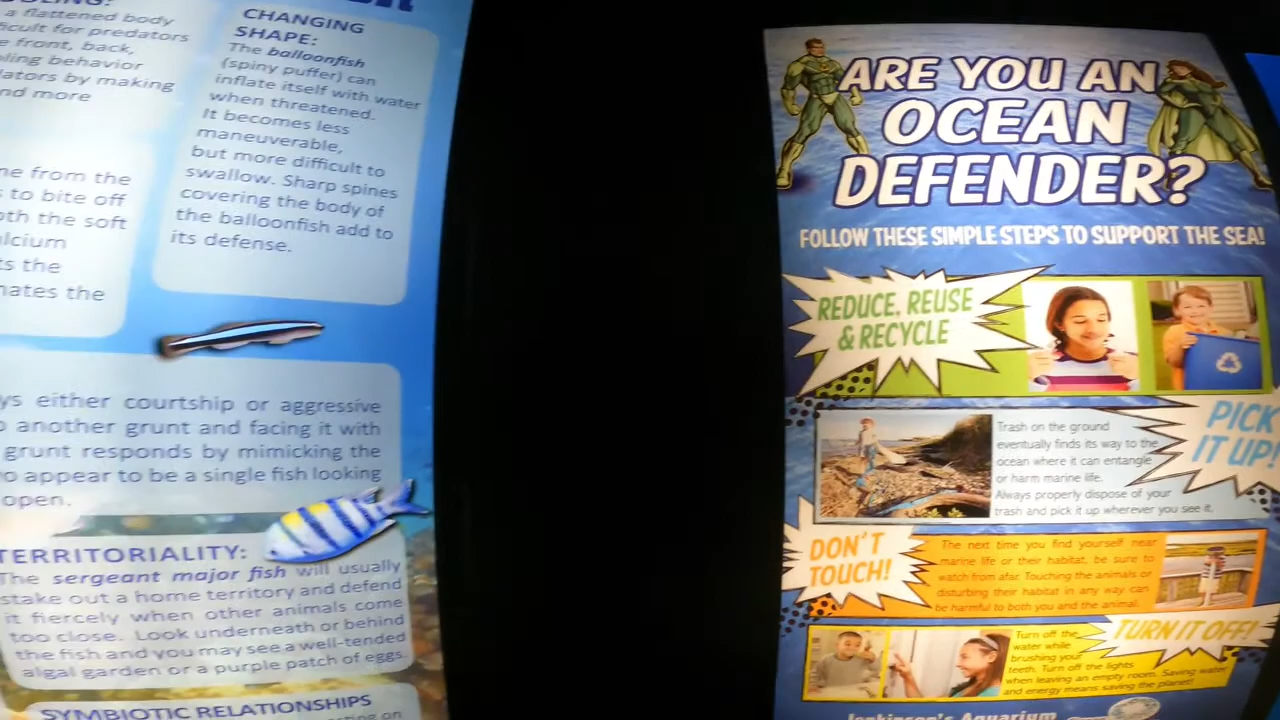 a flattened body
ficult for predators
front, back,
ling behavior
lators by making
nd more
CHANGING
SHAPE:
The balloonfish
(spiny puffer) can
inflate itself with water
when threatened.
It becomes less
maneuverable,
but more difficult to
swallow. Sharp spines
covering the body of
the balloonfish add to
its defense.
me from the
to bite off
oth the soft
lcium
ts the
nates the
ys either courtship or aggressive
another grunt and facing it with
grunt responds by mimicking the
o appear to be a single fish looking
open.
TERRITORIALITY:
The sergeant major fish will usually
stake out a home territory and defend
it fiercely when other animals come
too close. Look underneath or behind
the fish and you may see a well-tended
algal garden or a purple patch of eggs.
SYMBIOTIC RELATIONSHIPS
ARE YOU AN
OCEAN
DEFENDER?
FOLLOW THESE SIMPLE STEPS TO SUPPORT THE SEA!
REDUCE, REUSE
& RECYCLE
PICK
IT UP!
Trash on the ground
eventually finds its way to the
ocean where it can entangle
or harm marine life.
Always properly dispose of your
trash and pick it up wherever you see it.
DON'T
TOUCH!
The next time you find yourself near
marine life or their habitat, be sure to
watch from afar. Touching the animals or
disturbing their habitat in any way can
be harmful to both you and the animal.
TURN IT OFF!
Turn off the
water while
brushing your
teeth. Turn off the lights
when leaving an empty room. Saving water
and energy means saving the planet!
Jenkinson's Aquarium